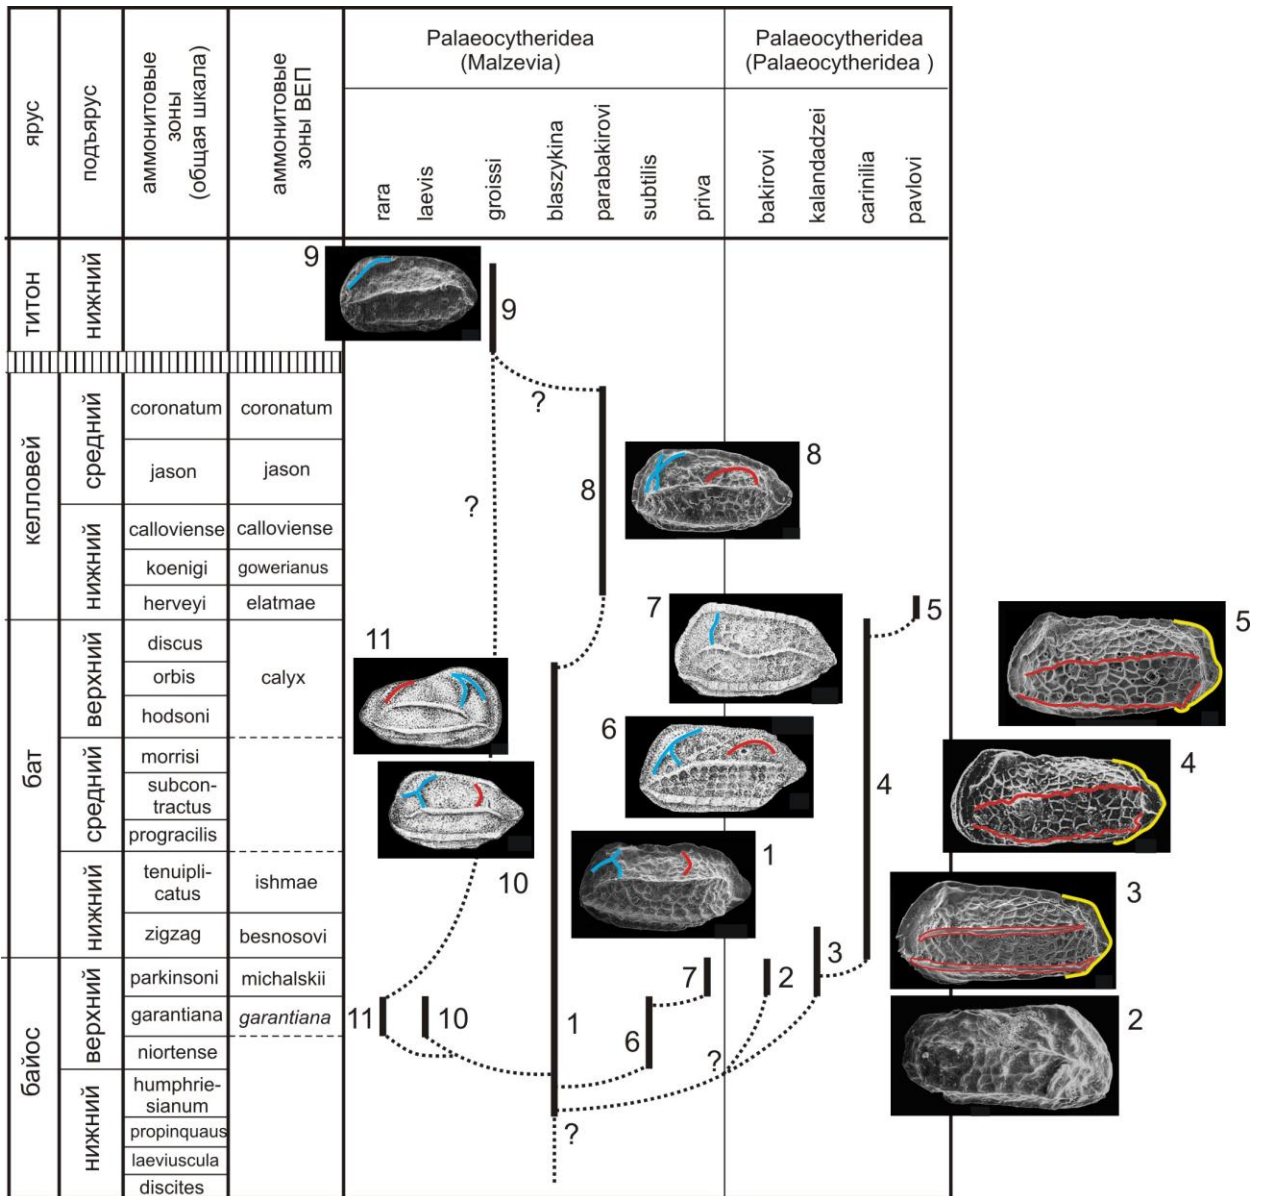 ярус
подъярус
аммонитовые
зоны
(общая шкала)
аммонитовые
зоны ВЕП
Palaeocytheridea
(Malzevia)
Palaeocytheridea
(Palaeocytheridea )
rara
laevis
groissi
blaszykina
parabakirovi
subtilis
priva
bakirovi
kalandadzei
carinilia
pavlovi
титон
нижний
9
9
?
келловей
средний
coronatum
coronatum
jason
jason
8
8
?
нижний
calloviense
calloviense
koenigi
gowerianus
herveyi
elatmae
7
5
5
бат
верхний
discus
orbis
hodsoni
calyx
11
6
4
4
средний
morrisi
subcon-
tractus
progracilis
10
1
нижний
tenuipli-
catus
ishmae
zigzag
besnosovi
3
3
байос
верхний
parkinsoni
michalskii
7
2
2
garantiana
garantiana
11
10
1
6
niortense
?
нижний
humphrie-
sianum
propinquaus
?
laeviuscula
discites